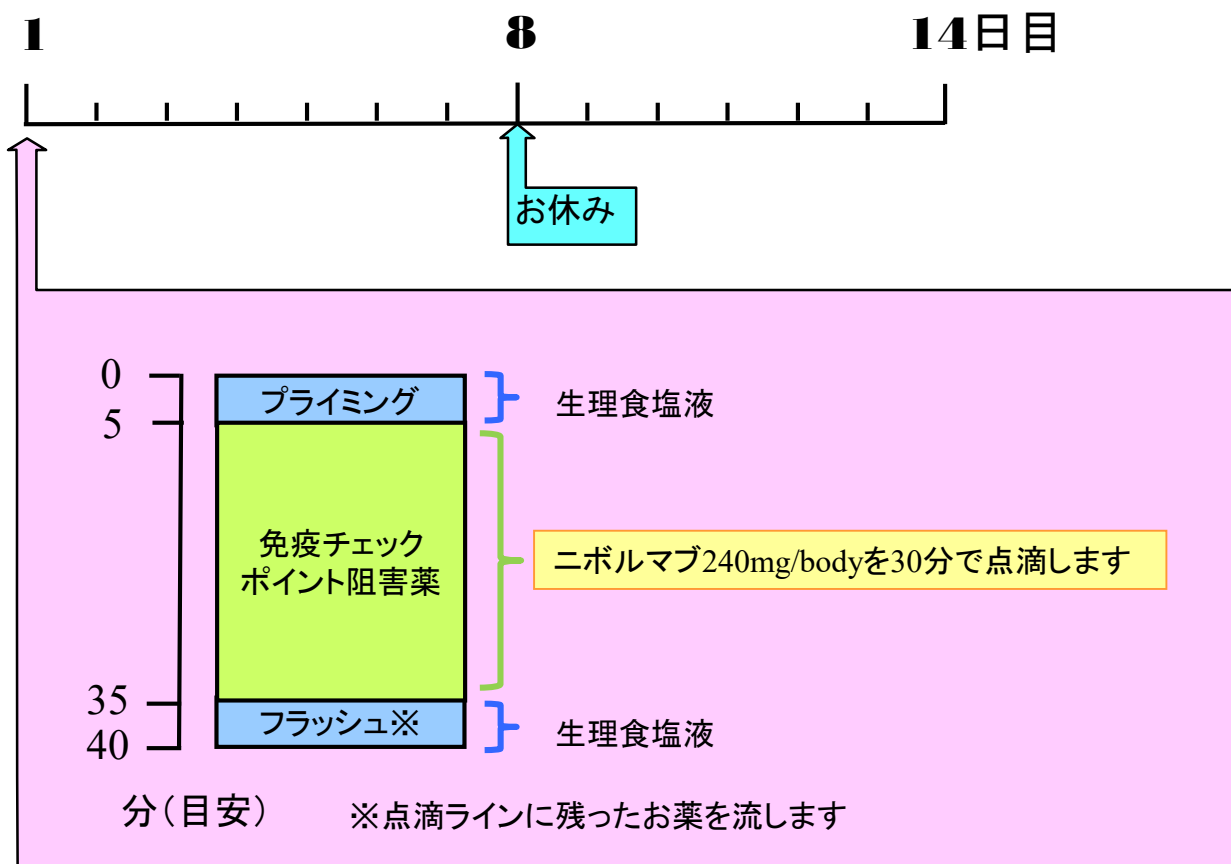 1 8 14日目
お休み
0
プライミング
生理食塩液
5
免疫チェック
ポイント阻害薬
ニボルマブ240mg/bodyを30分で点滴します
35
フラッシュ※
生理食塩液
40
分(目安)
※点滴ラインに残ったお薬を流します